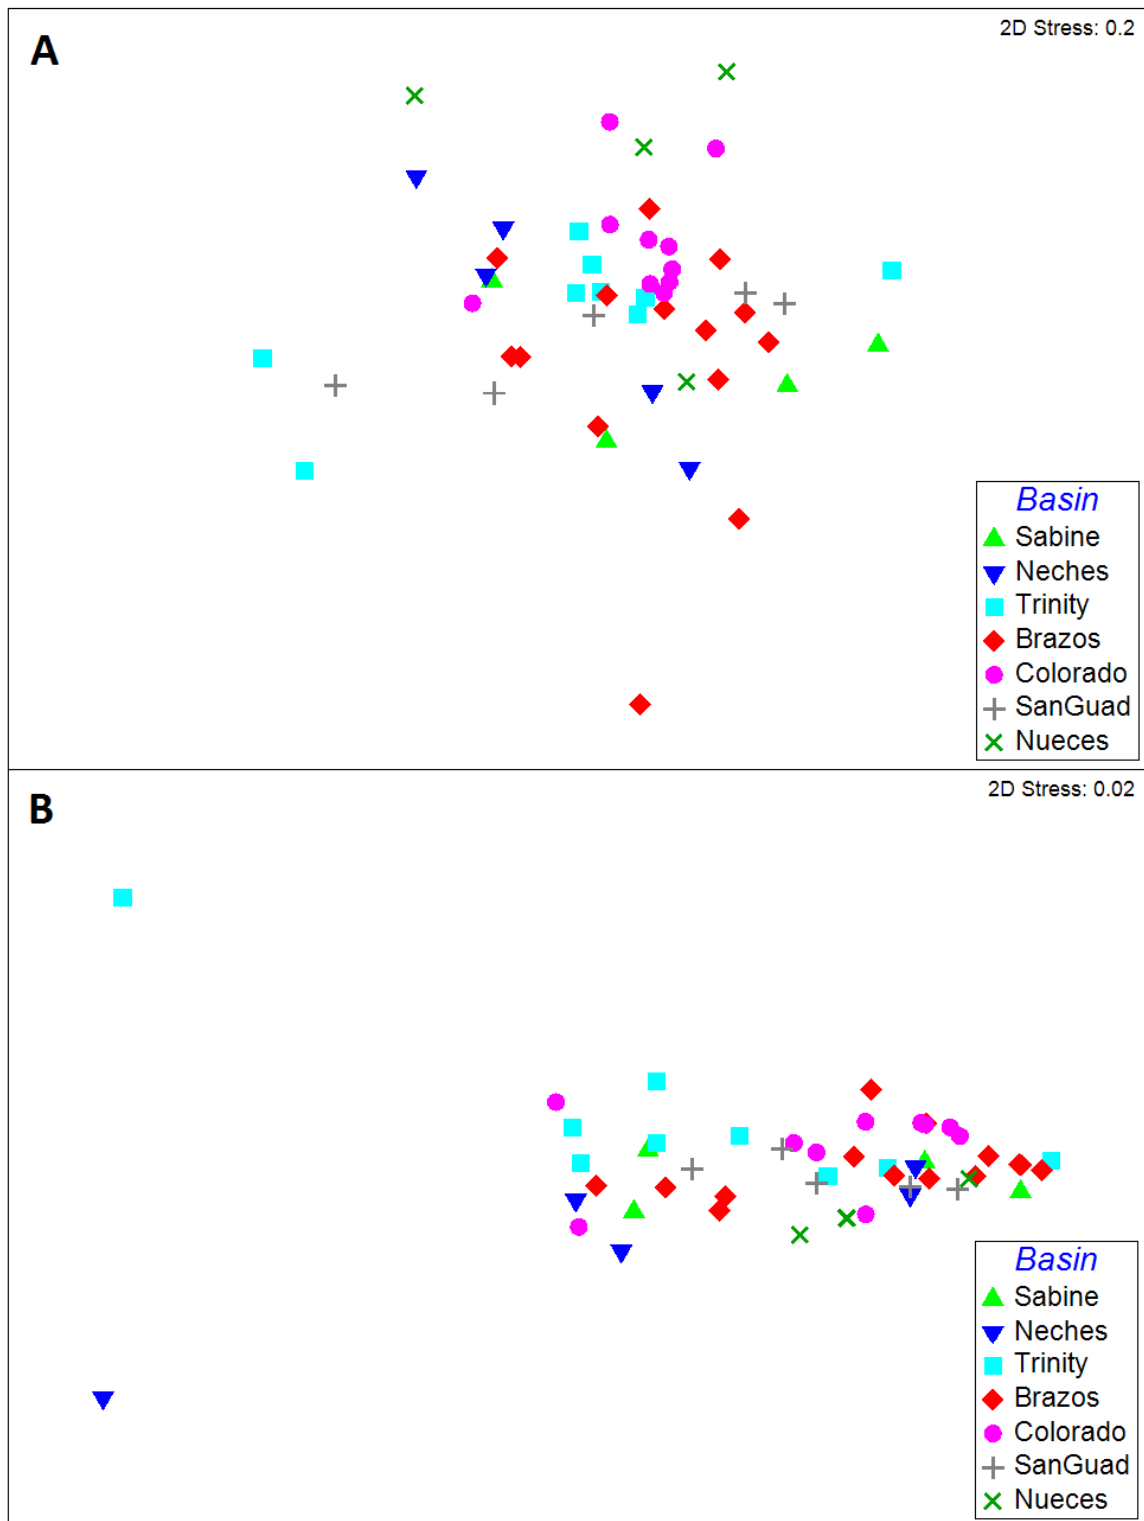 2D Stress: 0.2
A
Basin
Sabine
Neches
Trinity
Brazos
Colorado
SanGuad
Nueces
2D Stress: 0.02
B
Basin
Sabine
Neches
Trinity
Brazos
Colorado
SanGuad
Nueces